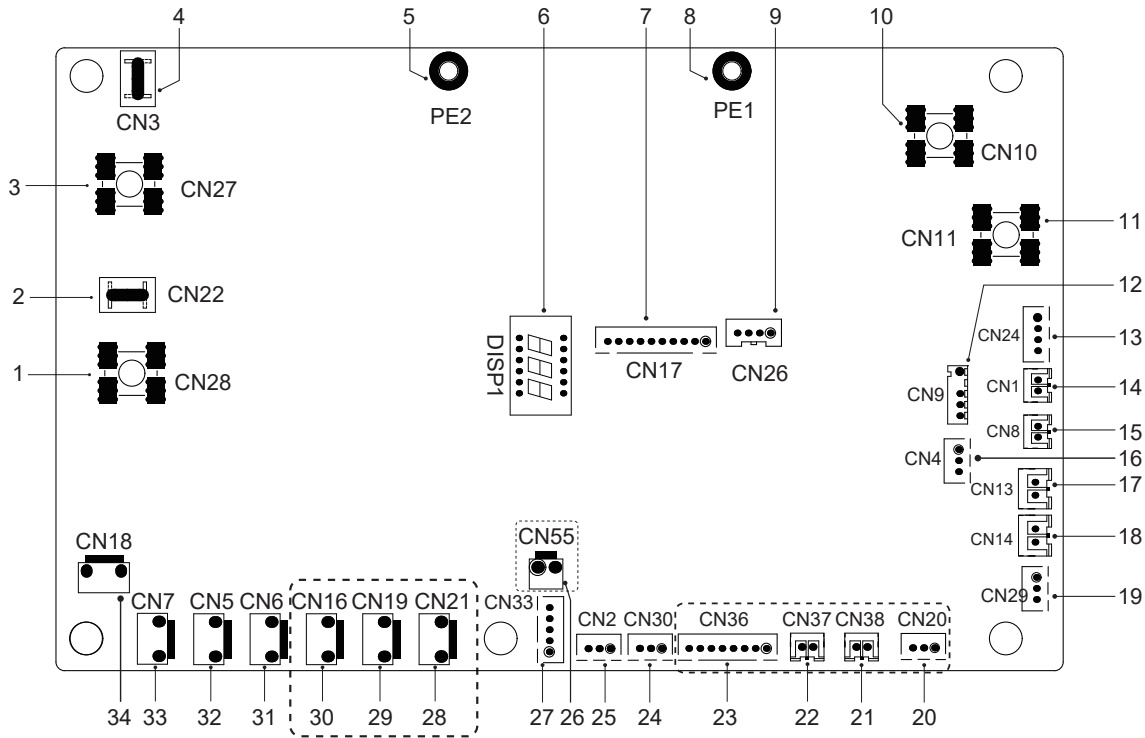 4 5 6 7 8 9 10
CN3 PE2 PE1 CN10
3 CN27
CN11 11
12
2 CN22
CN24 13
DISP1 CN17 CN26
1 CN28
CN9 CN1 14
CN8 15
CN4 16
CN13 17
CN14 18
CN18 CN55
CN29 19
CN7 CN5 CN6 CN16 CN19 CN21 CN33 CN2 CN30 CN36 CN37 CN38 CN20
34 33 32 31 30 29 28 27 26 25 24 23 22 21 20